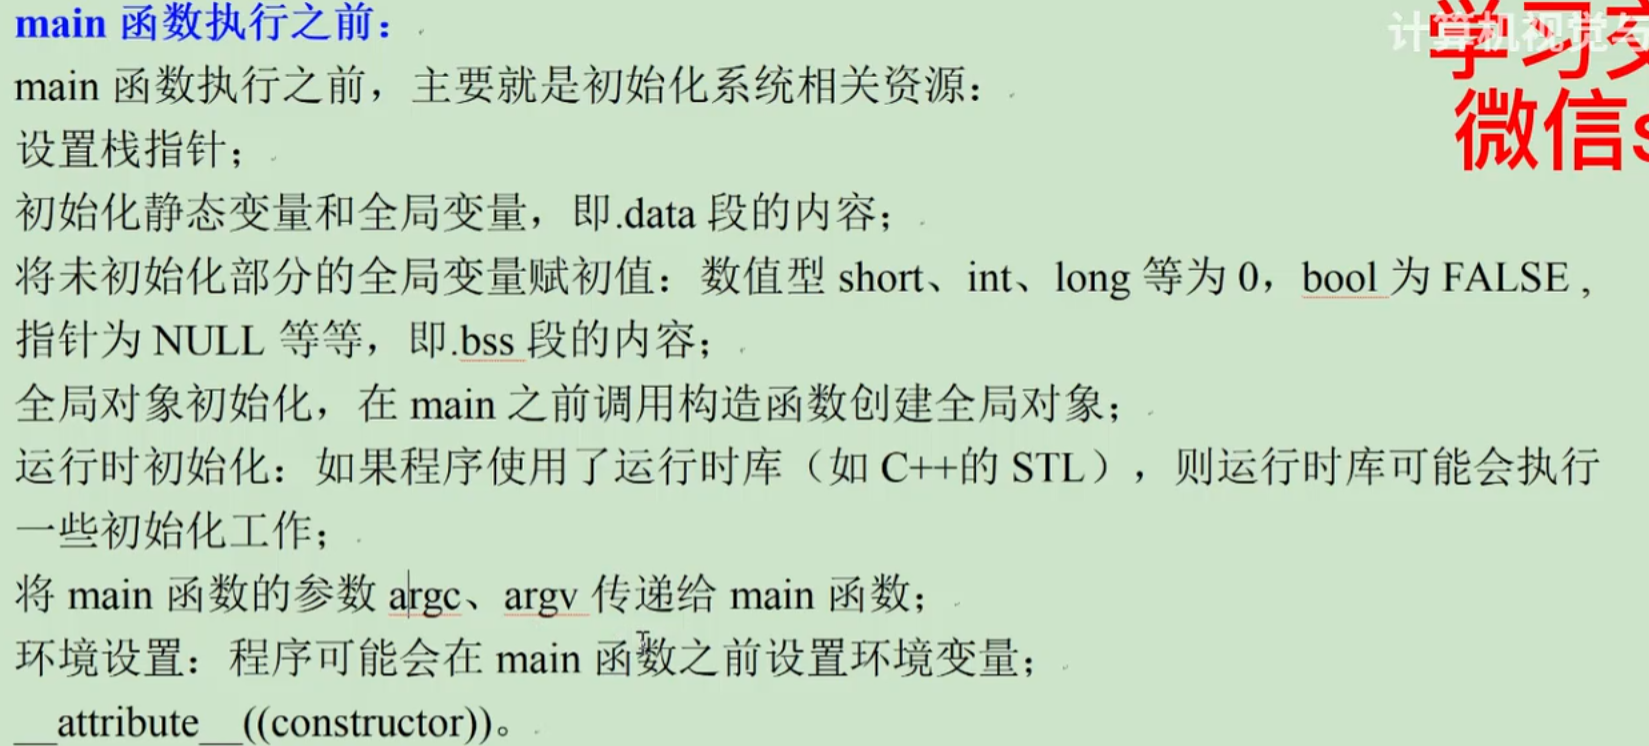 main 函数执行之前：
计算机视觉
学习
微信s
main 函数执行之前，主要就是初始化系统相关资源：
设置栈指针；
初始化静态变量和全局变量，即.data 段的内容；
将未初始化部分的全局变量赋初值：数值型 short、int、long 等为 0，bool 为 FALSE ,
指针为 NULL 等等，即.bss 段的内容；
全局对象初始化，在 main 之前调用构造函数创建全局对象；
运行时初始化：如果程序使用了运行时库（如 C++的 STL），则运行时库可能会执行
一些初始化工作；
将 main 函数的参数 argc、argv 传递给 main 函数；
环境设置：程序可能会在 main 函数之前设置环境变量；
__attribute__((constructor))。